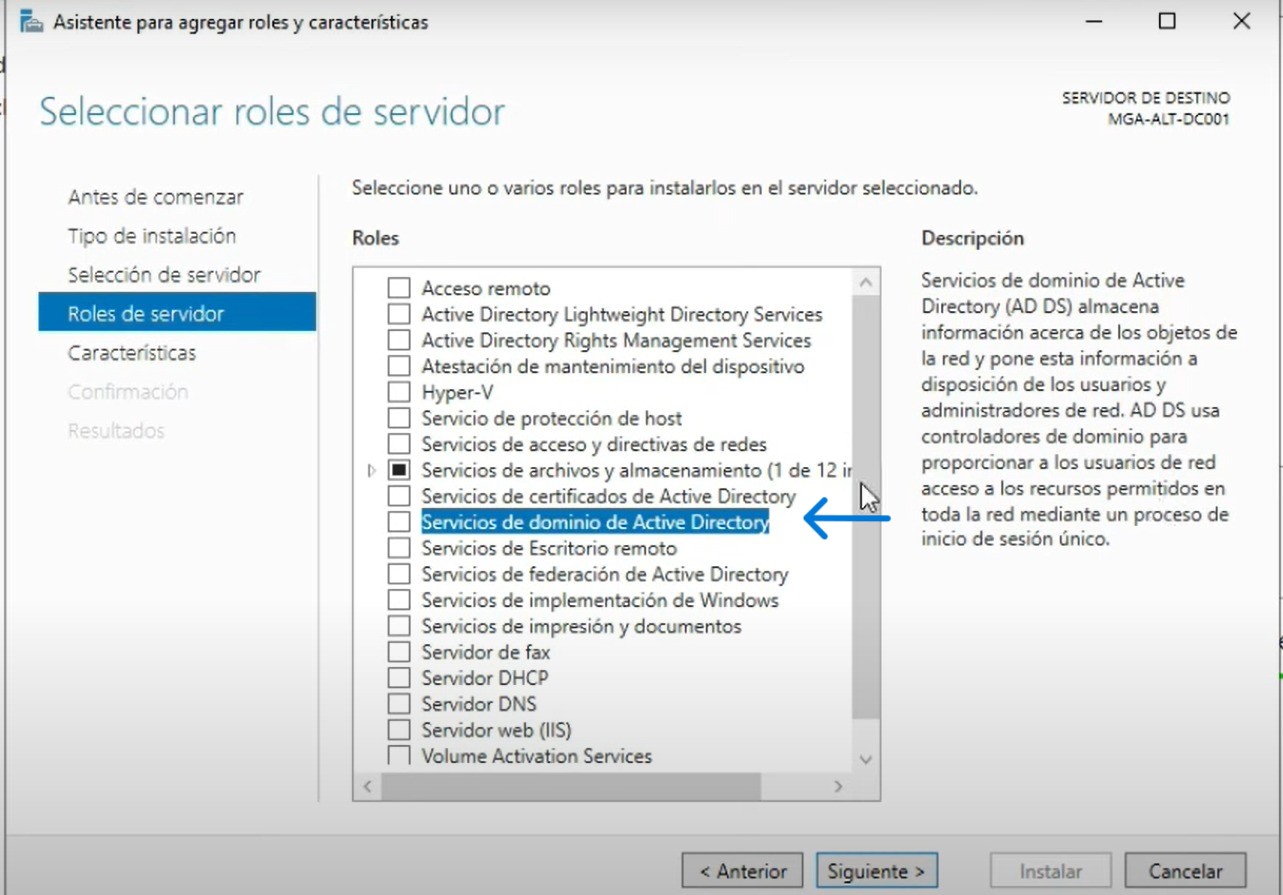 Asistente para agregar roles y características
Seleccionar roles de servidor
SERVIDOR DE DESTINO
MGA-ALT-DC001
Antes de comenzar
Tipo de instalación
Selección de servidor
Roles de servidor
Características
Confirmación
Resultados
Seleccione uno o varios roles para instalarlos en el servidor seleccionado.
Roles
Acceso remoto
Active Directory Lightweight Directory Services
Active Directory Rights Management Services
Atestación de mantenimiento del dispositivo
Hyper-V
Servicio de protección de host
Servicios de acceso y directivas de redes
Servicios de archivos y almacenamiento (1 de 12 in
Servicios de certificados de Active Directory
Servicios de dominio de Active Directory
Servicios de Escritorio remoto
Servicios de federación de Active Directory
Servicios de implementación de Windows
Servicios de impresión y documentos
Servidor de fax
Servidor DHCP
Servidor DNS
Servidor web (IIS)
Volume Activation Services
Descripción
Servicios de dominio de Active
Directory (AD DS) almacena
información acerca de los objetos de
la red y pone esta información a
disposición de los usuarios y
administradores de red. AD DS usa
controladores de dominio para
proporcionar a los usuarios de red
acceso a los recursos permitidos en
toda la red mediante un proceso de
inicio de sesión único.
< Anterior
Siguiente >
Instalar
Cancelar